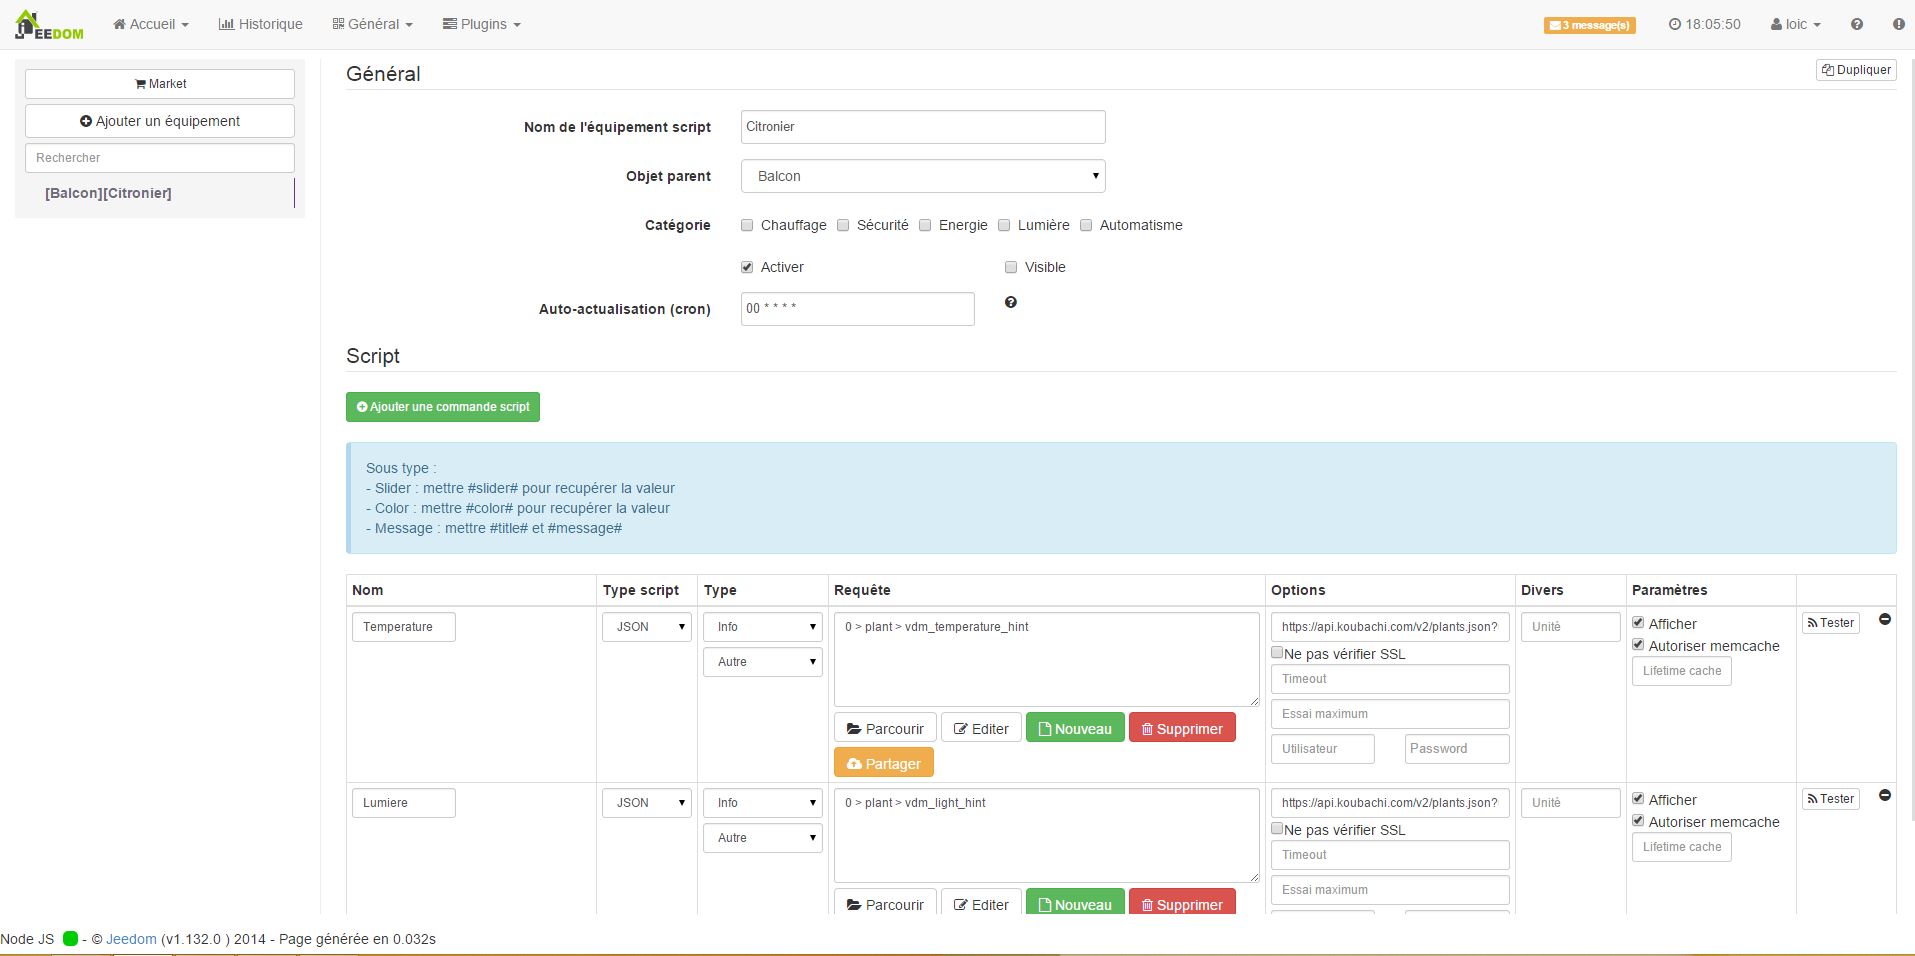 JEEDOM Accueil Historique Général Plugins 3 message(s) 18:05:50 loic
Market
Ajouter un équipement
Rechercher
[Balcon][Citronier]
Général Dupliquer
Nom de l'équipement script Citronier
Objet parent Balcon
Catégorie Chauffage Sécurité Energie Lumière Automatisme
Activer Visible
Auto-actualisation (cron) 00 * * * *
Script
Ajouter une commande script
Sous type :
- Slider : mettre #slider# pour recupérer la valeur
- Color : mettre #color# pour recupérer la valeur
- Message : mettre #title# et #message#
Nom Type script Type Requête Options Divers Paramètres
Temperature JSON Info 0 > plant > vdm_temperature_hint https://api.koubachi.com/v2/plants.json? Unité Afficher Tester
Autre Ne pas vérifier SSL Autoriser memcache
Timeout Lifetime cache
Essai maximum
Parcourir Editer Nouveau Supprimer Utilisateur Password
Partager
Lumiere JSON Info 0 > plant > vdm_light_hint https://api.koubachi.com/v2/plants.json? Unité Afficher Tester
Autre Ne pas vérifier SSL Autoriser memcache
Timeout Lifetime cache
Essai maximum
Parcourir Editer Nouveau Supprimer
Node JS - © Jeedom (v1.132.0 ) 2014 - Page générée en 0.032s